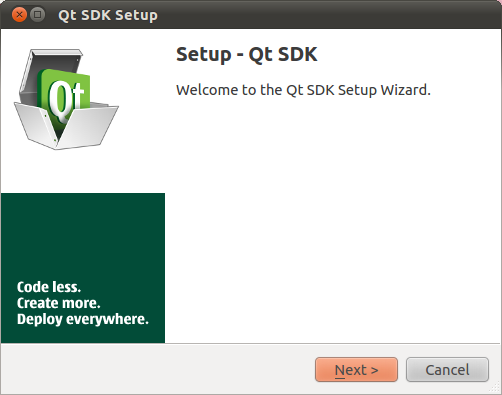 Qt SDK Setup
Setup - Qt SDK
Qt
Welcome to the Qt SDK Setup Wizard.
Code less.
Create more.
Deploy everywhere.
Next >
Cancel